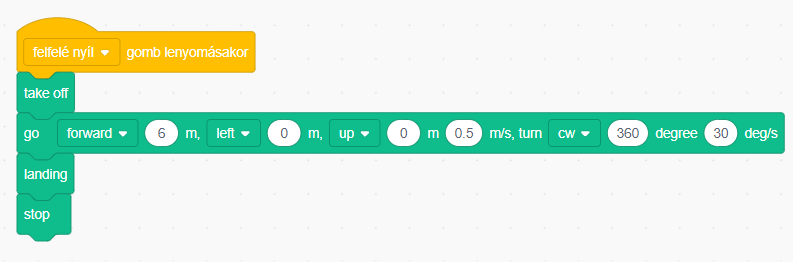 felfelé nyíl gomb lenyomásakor
take off
go forward 6 m, left 0 m, up 0 m 0.5 m/s, turn cw 360 degree 30 deg/s
landing
stop